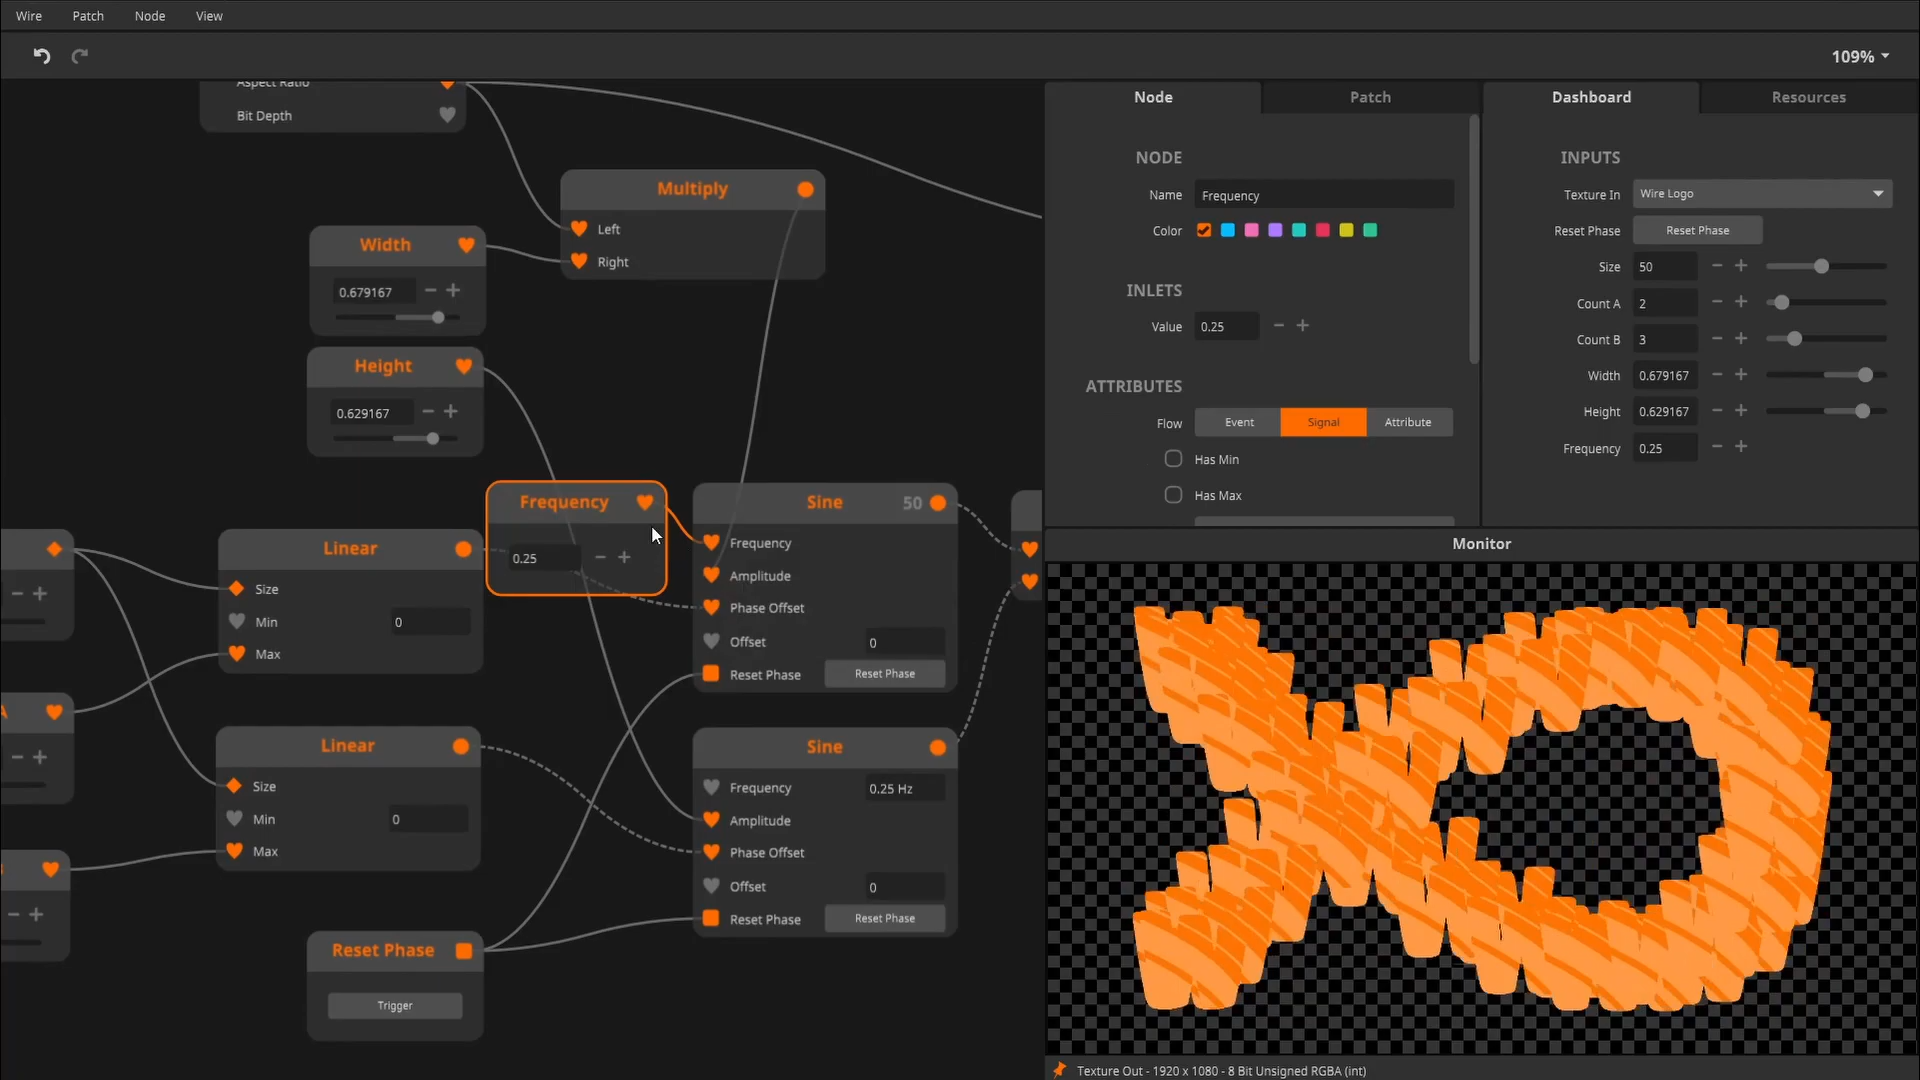 Wire Patch Node View
109%
Aspect Ratio
Bit Depth
Multiply
Left
Right
Width
0.679167
Height
0.629167
Frequency
0.25
Sine 50
Frequency
Amplitude
Phase Offset
Offset 0
Reset Phase Reset Phase
Linear
Size
Min 0
Max
A
Linear
Size
Min 0
Max
Sine
Frequency 0.25 Hz
Amplitude
Phase Offset
Offset 0
Reset Phase Reset Phase
Reset Phase
Trigger
Node Patch
NODE
Name Frequency
Color
INLETS
Value 0.25
ATTRIBUTES
Flow Event Signal Attribute
Has Min
Has Max
Dashboard Resources
INPUTS
Texture In Wire Logo
Reset Phase Reset Phase
Size 50
Count A 2
Count B 3
Width 0.679167
Height 0.629167
Frequency 0.25
Monitor
Texture Out - 1920 x 1080 - 8 Bit Unsigned RGBA (int)